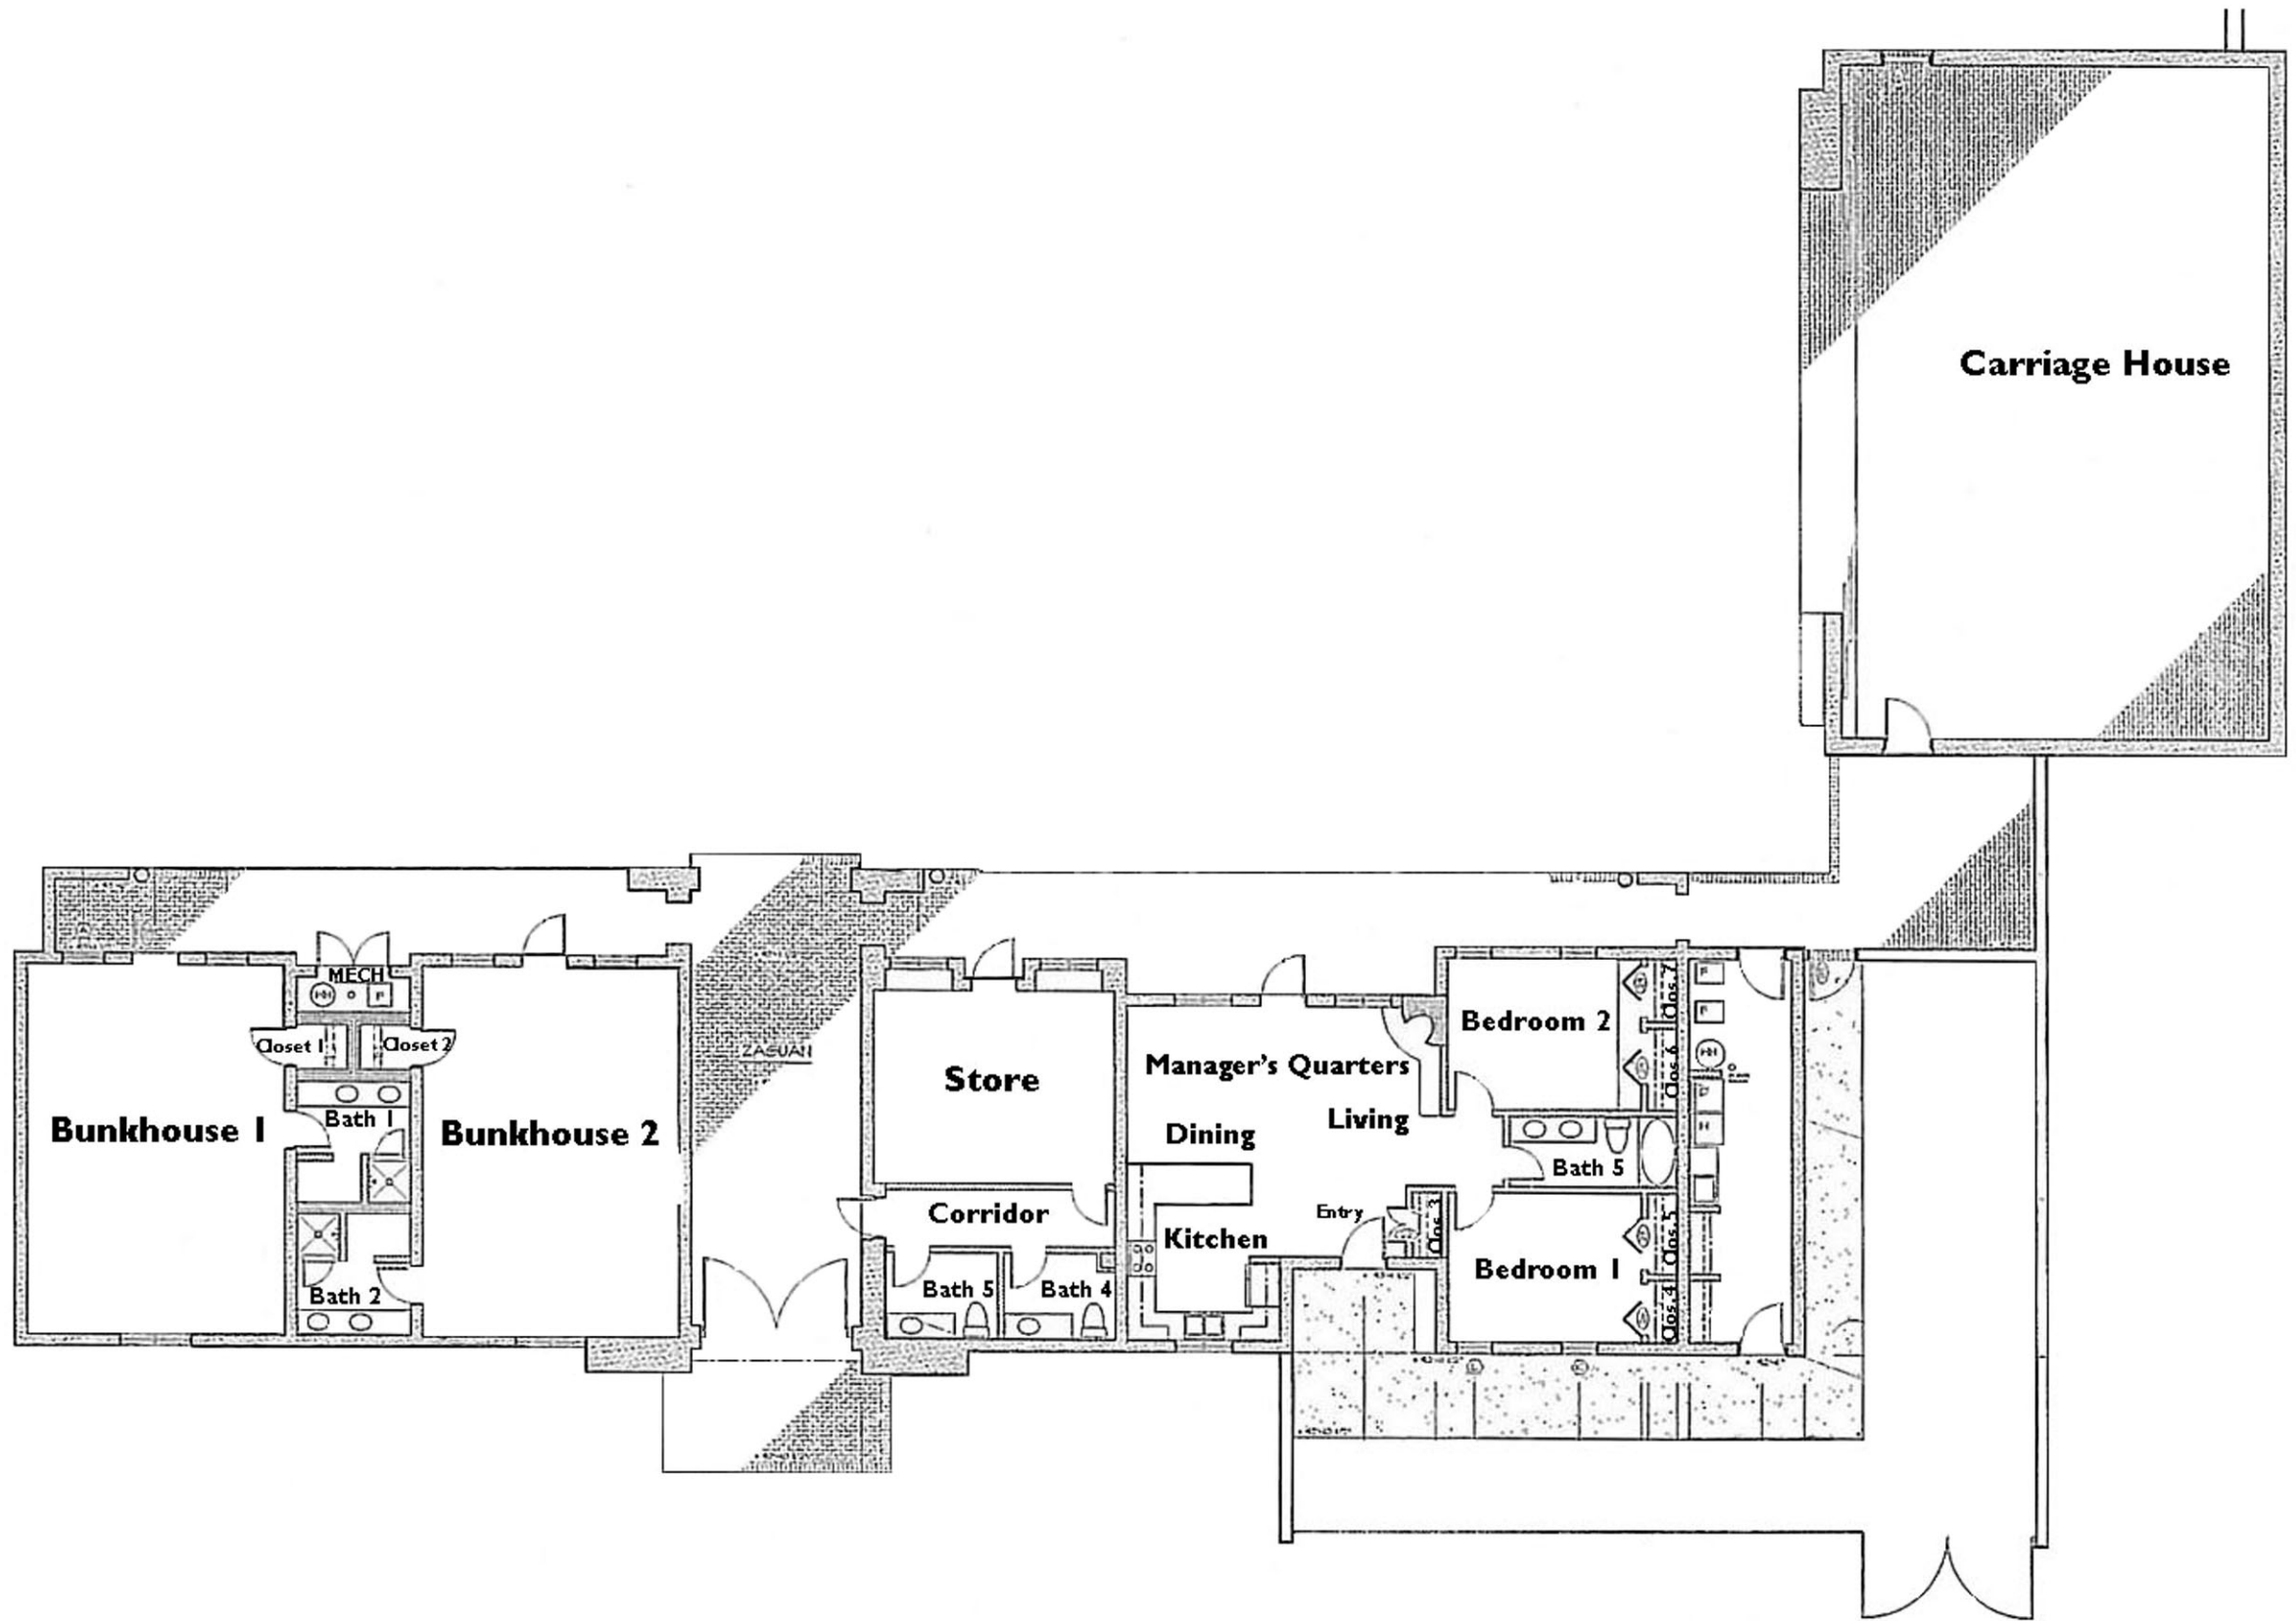 Carriage House
MECH
WH
F
Closet 1
Closet 2
Bath 1
Bunkhouse 1
Bunkhouse 2
Bath 2
ZAGUAN
Store
Corridor
Bath 5
Bath 4
Manager's Quarters
Living
Dining
Kitchen
Entry
Clos. 3
Bedroom 2
Clos. 7
Clos. 6
Bath 5
Bedroom 1
Clos. 5
Clos. 4
F
F
WH